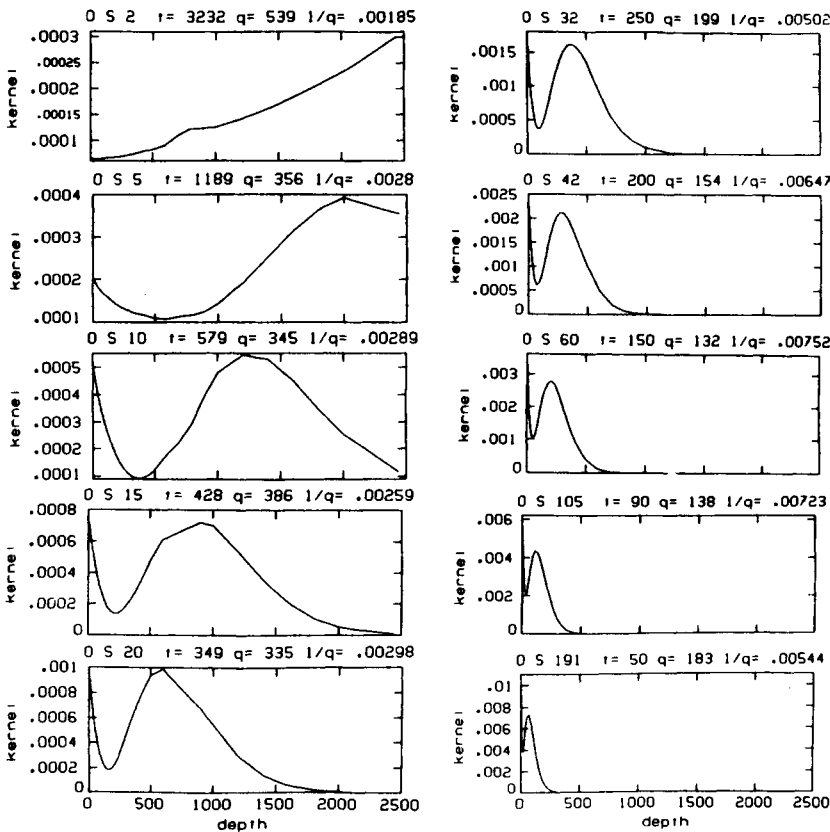 0 S 2 t= 3232 q= 539 1/q= .00185
.0003
.00025
.0002
.00015
.0001
kernel
0 S 5 t= 1189 q= 356 1/q= .0028
.0004
.0003
.0002
.0001
kernel
0 S 10 t= 579 q= 345 1/q= .00289
.0005
.0004
.0003
.0002
.0001
kernel
0 S 15 t= 428 q= 386 1/q= .00259
.0008
.0006
.0004
.0002
0
kernel
0 S 20 t= 349 q= 335 1/q= .00298
.001
.0008
.0006
.0004
.0002
kernel
0 500 1000 1500 2000 2500
depth
0 S 32 t= 250 q= 199 1/q= .00502
.0015
.001
.0005
0
kernel
0 S 42 t= 200 q= 154 1/q= .00647
.0025
.002
.0015
.001
.0005
0
kernel
0 S 60 t= 150 q= 132 1/q= .00752
.003
.002
.001
0
kernel
0 S 105 t= 90 q= 138 1/q= .00723
.006
.004
.002
0
kernel
0 S 191 t= 50 q= 183 1/q= .00544
.01
.008
.006
.004
.002
0
kernel
0 500 1000 1500 2000 2500
depth